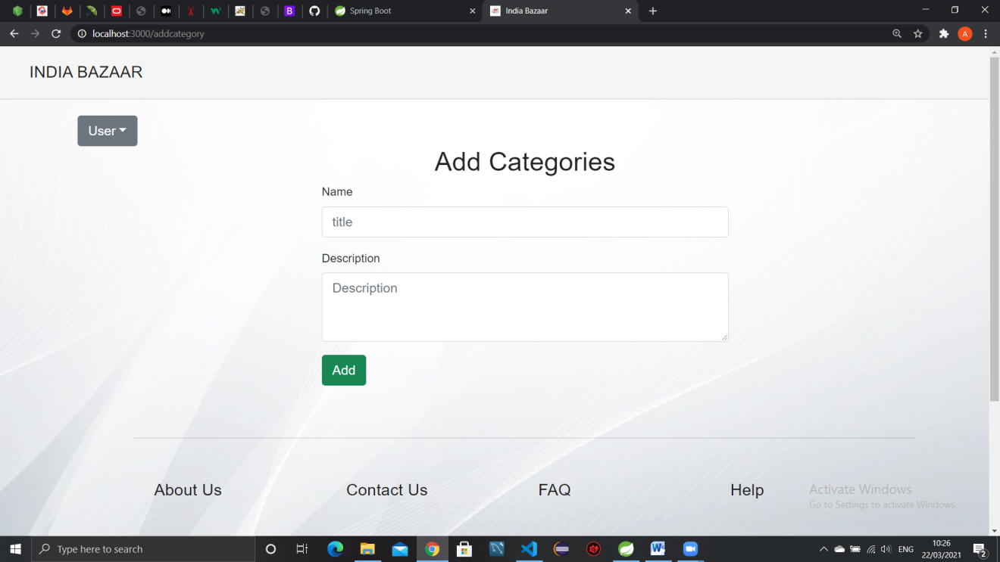 Spring Boot
India Bazaar
localhost:3000/addcategory
A
INDIA BAZAAR
User
Add Categories
Name
title
Description
Description
Add
About Us
Contact Us
FAQ
Help
Activate Windows
Go to Settings to activate Windows.
Type here to search
ENG
10:26
22/03/2021
2